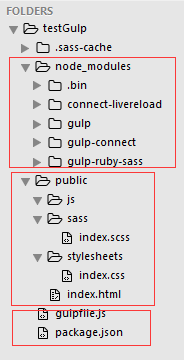 FOLDERS
testGulp
.sass-cache
node_modules
.bin
connect-livereload
gulp
gulp-connect
gulp-ruby-sass
public
js
sass
index.scss
stylesheets
index.css
index.html
gulpfile.js
package.json